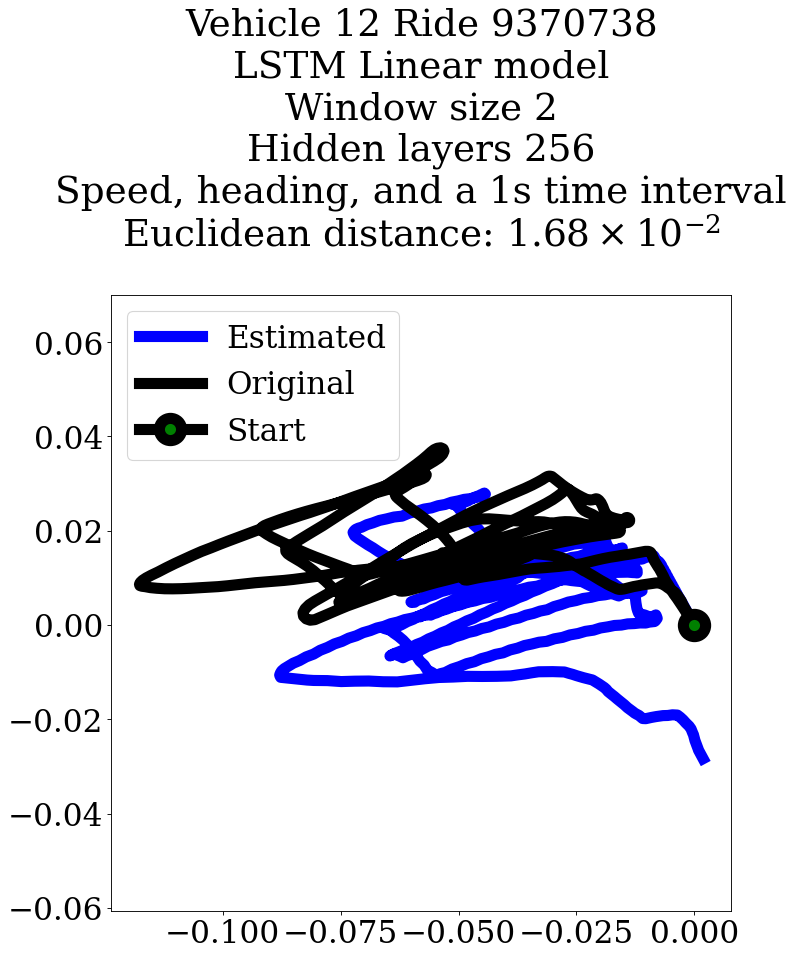 Vehicle 12 Ride 9370738
LSTM Linear model
Window size 2
Hidden layers 256
Speed, heading, and a 1s time interval
Euclidean distance: 1.68 × 10⁻²
Estimated
Original
Start
0.06
0.04
0.02
0.00
−0.02
−0.04
−0.06
−0.100 −0.075 −0.050 −0.025 0.000